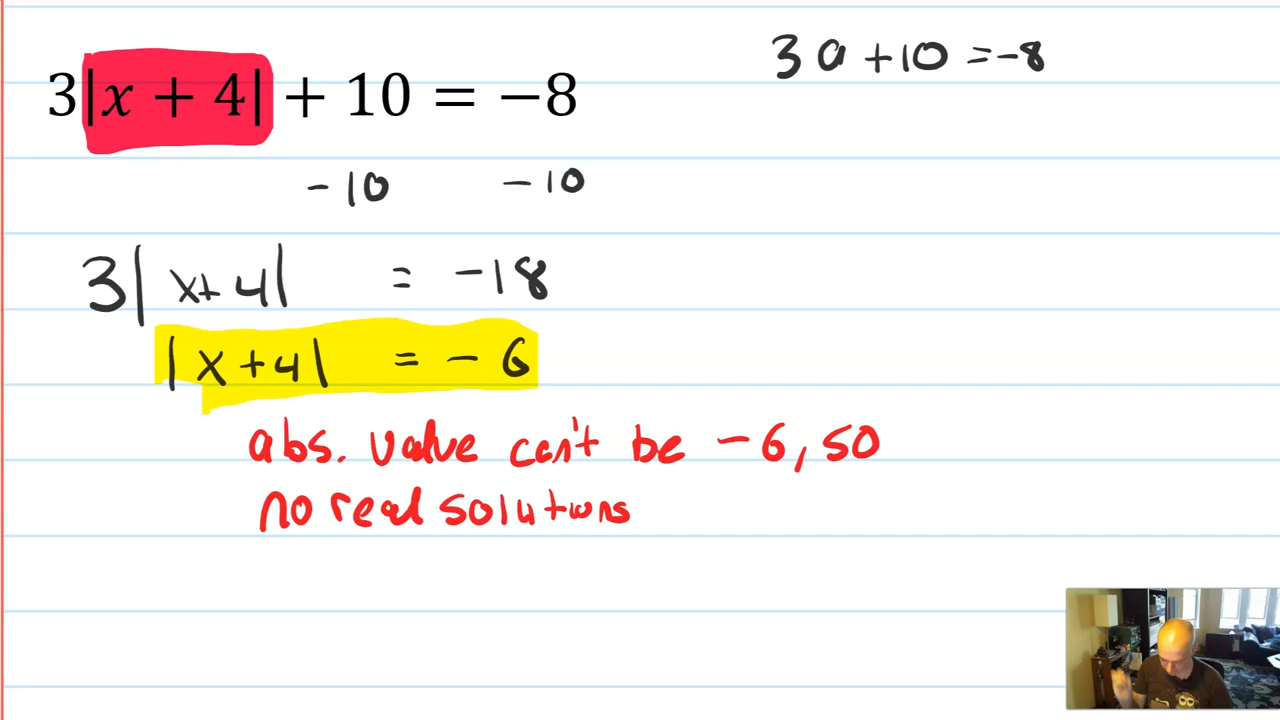 3|x + 4| + 10 = −8
3a + 10 = -8
-10 -10
3|x+4| = -18
|x+4| = -6
abs. value can't be -6, so
no real solutions